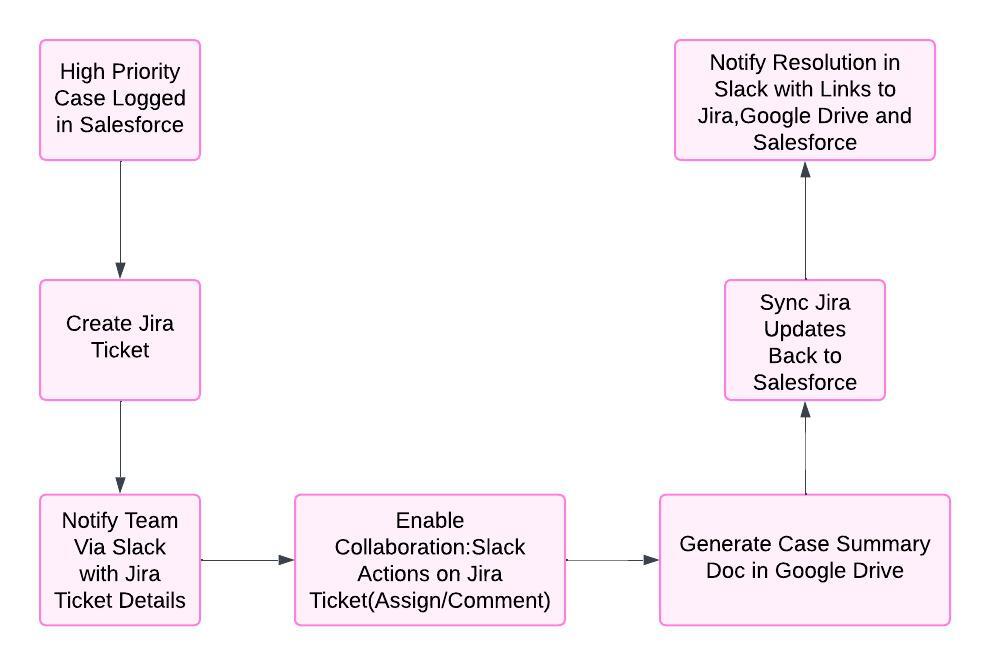 High Priority
Case Logged
in Salesforce
Create Jira
Ticket
Notify Team
Via Slack
with Jira
Ticket Details
Enable
Collaboration:Slack
Actions on Jira
Ticket(Assign/Comment)
Generate Case Summary
Doc in Google Drive
Sync Jira
Updates
Back to
Salesforce
Notify Resolution in
Slack with Links to
Jira,Google Drive and
Salesforce